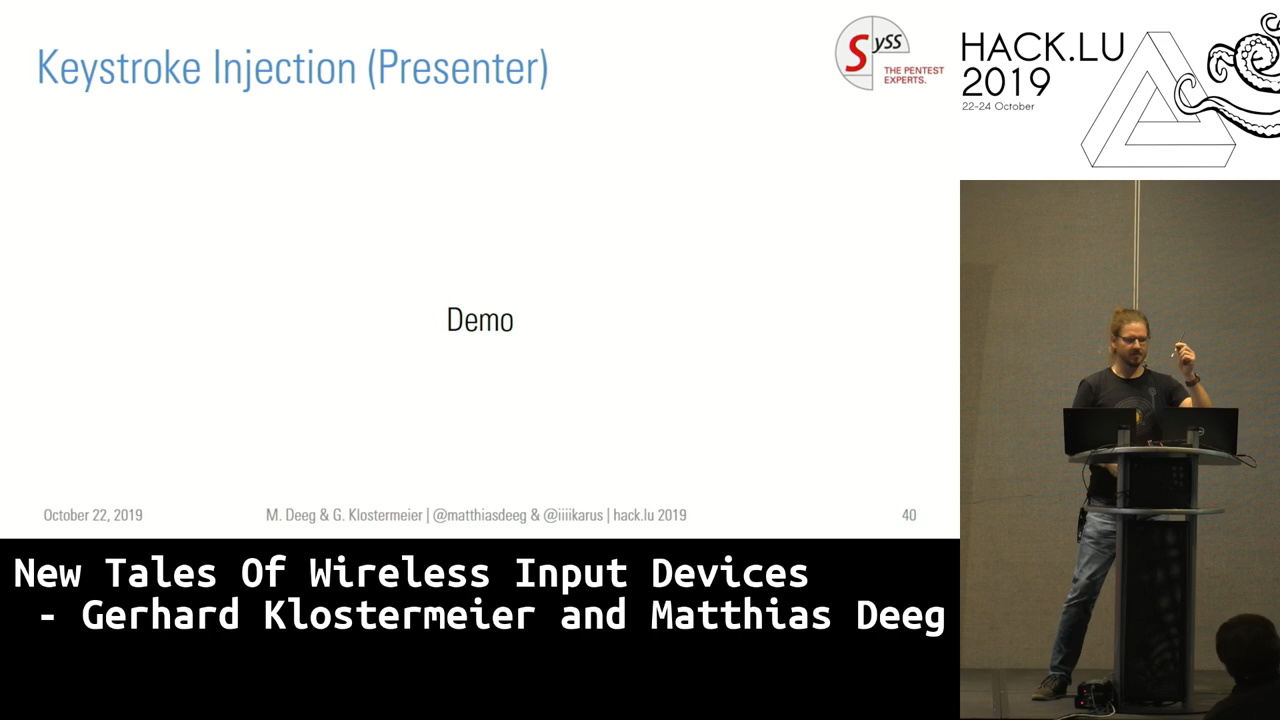 Keystroke Injection (Presenter)
SySS
THE PENTEST
EXPERTS.
HACK.LU
2019
22-24 October
Demo
October 22, 2019
M. Deeg & G. Klostermeier | @matthiasdeeg & @iiiikarus | hack.lu 2019
40
New Tales Of Wireless Input Devices
- Gerhard Klostermeier and Matthias Deeg